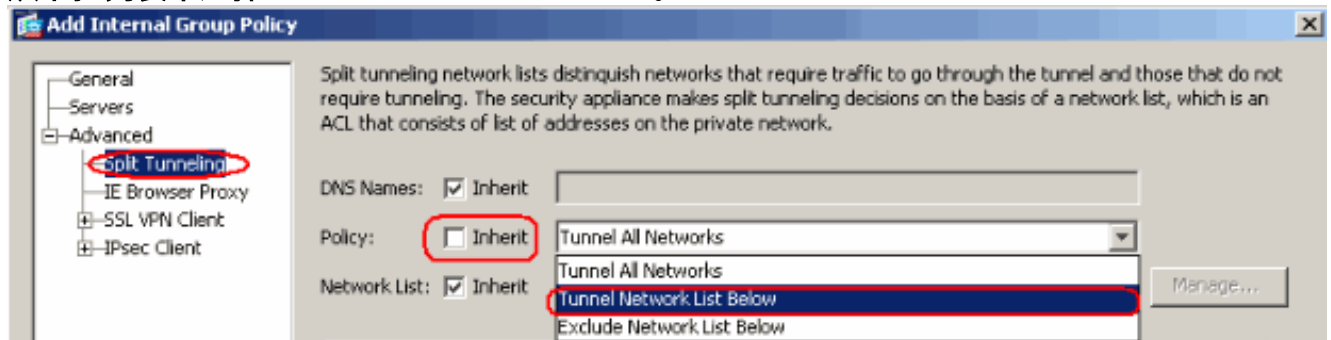 Add Internal Group Policy
General
Servers
Advanced
Split Tunneling
IE Browser Proxy
SSL VPN Client
IPsec Client
Split tunneling network lists distinguish networks that require traffic to go through the tunnel and those that do not
require tunneling. The security appliance makes split tunneling decisions on the basis of a network list, which is an
ACL that consists of list of addresses on the private network.
DNS Names: Inherit
Policy: Inherit Tunnel All Networks
Tunnel All Networks
Network List: Inherit Tunnel Network List Below Manage...
Exclude Network List Below